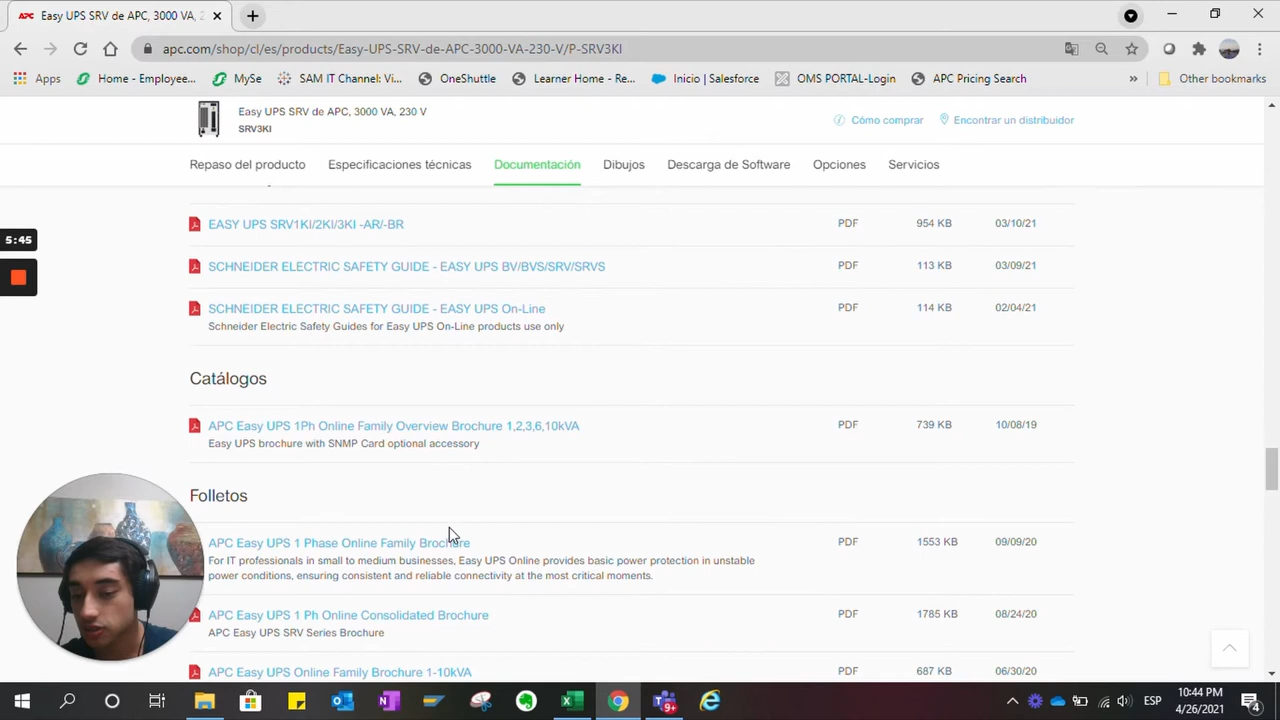 APC Easy UPS SRV de APC, 3000 VA, 2
apc.com/shop/cl/es/products/Easy-UPS-SRV-de-APC-3000-VA-230-V/P-SRV3KI
Apps Home - Employee... MySe SAM IT Channel: Vi... OneShuttle Learner Home - Re... Inicio | Salesforce OMS PORTAL-Login APC Pricing Search » Other bookmarks
Easy UPS SRV de APC, 3000 VA, 230 V
SRV3KI
Cómo comprar Encontrar un distribuidor
Repaso del producto Especificaciones técnicas Documentación Dibujos Descarga de Software Opciones Servicios
EASY UPS SRV1KI/2KI/3KI -AR/-BR PDF 954 KB 03/10/21
5:45
SCHNEIDER ELECTRIC SAFETY GUIDE - EASY UPS BV/BVS/SRV/SRVS PDF 113 KB 03/09/21
SCHNEIDER ELECTRIC SAFETY GUIDE - EASY UPS On-Line PDF 114 KB 02/04/21
Schneider Electric Safety Guides for Easy UPS On-Line products use only
Catálogos
APC Easy UPS 1Ph Online Family Overview Brochure 1,2,3,6,10kVA PDF 739 KB 10/08/19
Easy UPS brochure with SNMP Card optional accessory
Folletos
APC Easy UPS 1 Phase Online Family Brochure PDF 1553 KB 09/09/20
For IT professionals in small to medium businesses, Easy UPS Online provides basic power protection in unstable
power conditions, ensuring consistent and reliable connectivity at the most critical moments.
APC Easy UPS 1 Ph Online Consolidated Brochure PDF 1785 KB 08/24/20
APC Easy UPS SRV Series Brochure
APC Easy UPS Online Family Brochure 1-10kVA PDF 687 KB 06/30/20
9+
ESP
10:44 PM
4/26/2021
4